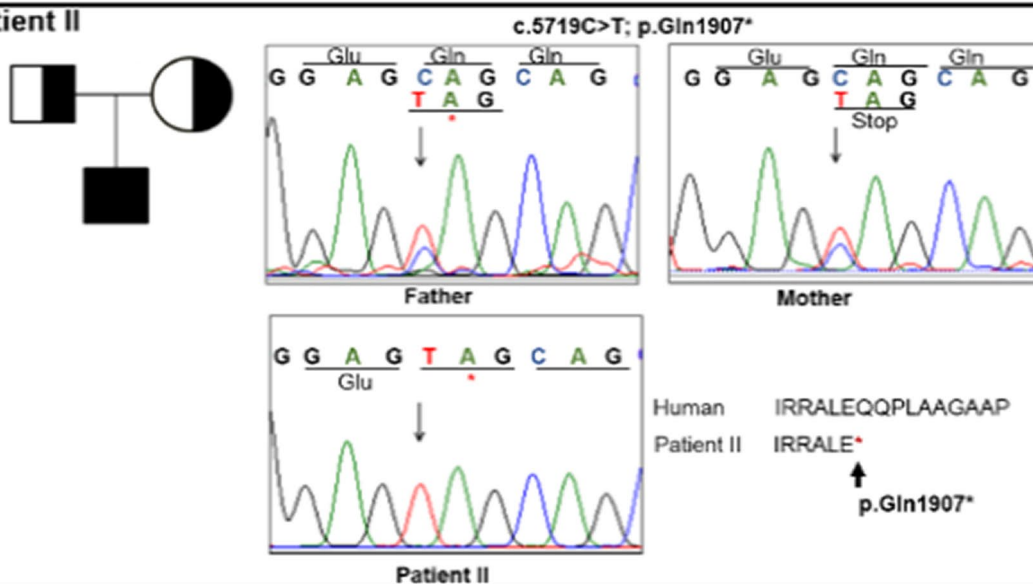 tient II
c.5719C>T; p.Gln1907*
Glu Gln Gln
G G A G C A G C A G C
T A G
*
Father
Glu Gln Gln
G G A G C A G C A G
T A G
Stop
Mother
G G A G T A G C A G
Glu *
Patient II
Human IRRALEQQPLAAGAAP
Patient II IRRALE*
p.Gln1907*